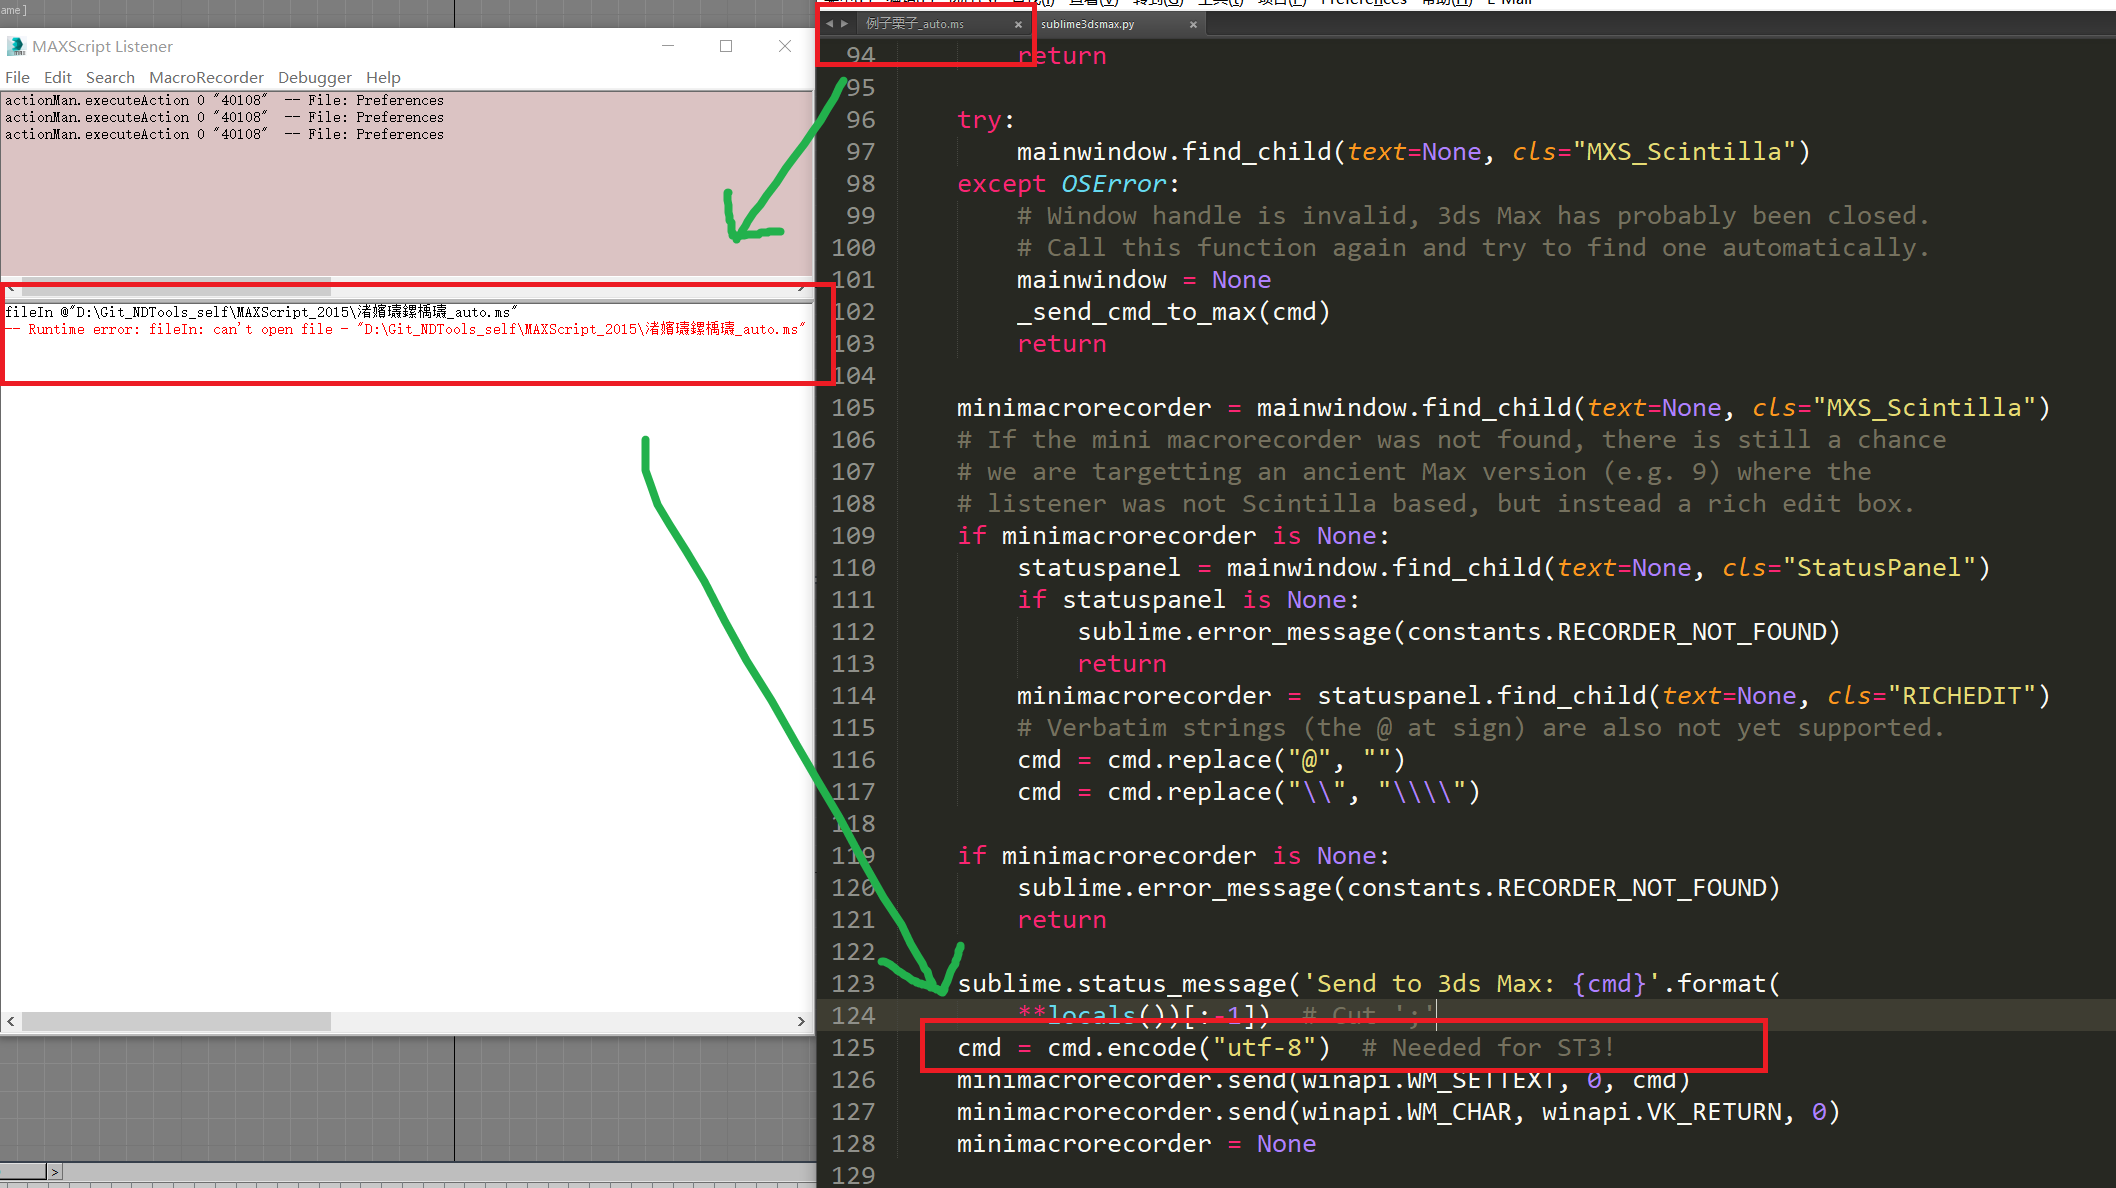 ame]
MAXScript Listener
File Edit Search MacroRecorder Debugger Help
actionMan.executeAction 0 "40108"  -- File: Preferences
actionMan.executeAction 0 "40108"  -- File: Preferences
actionMan.executeAction 0 "40108"  -- File: Preferences
fileIn @"D:\Git_NDTools_self\MAXScript_2015\渚嬪瓙鏍楀瓙_auto.ms"
-- Runtime error: fileIn: can't open file - "D:\Git_NDTools_self\MAXScript_2015\渚嬪瓙鏍楀瓙_auto.ms"
例子栗子_auto.ms
sublime3dsmax.py
94 return
95
96 try:
97 mainwindow.find_child(text=None, cls="MXS_Scintilla")
98 except OSError:
99 # Window handle is invalid, 3ds Max has probably been closed.
100 # Call this function again and try to find one automatically.
101 mainwindow = None
102 _send_cmd_to_max(cmd)
103 return
104
105 minimacrorecorder = mainwindow.find_child(text=None, cls="MXS_Scintilla")
106 # If the mini macrorecorder was not found, there is still a chance
107 # we are targetting an ancient Max version (e.g. 9) where the
108 # listener was not Scintilla based, but instead a rich edit box.
109 if minimacrorecorder is None:
110 statuspanel = mainwindow.find_child(text=None, cls="StatusPanel")
111 if statuspanel is None:
112 sublime.error_message(constants.RECORDER_NOT_FOUND)
113 return
114 minimacrorecorder = statuspanel.find_child(text=None, cls="RICHEDIT")
115 # Verbatim strings (the @ at sign) are also not yet supported.
116 cmd = cmd.replace("@", "")
117 cmd = cmd.replace("\\", "\\\\")
118
119 if minimacrorecorder is None:
120 sublime.error_message(constants.RECORDER_NOT_FOUND)
121 return
122
123 sublime.status_message('Send to 3ds Max: {cmd}'.format(
124 **locals())[:-1])  # Cut ';'
125 cmd = cmd.encode("utf-8")  # Needed for ST3!
126 minimacrorecorder.send(winapi.WM_SETTEXT, 0, cmd)
127 minimacrorecorder.send(winapi.WM_CHAR, winapi.VK_RETURN, 0)
128 minimacrorecorder = None
129